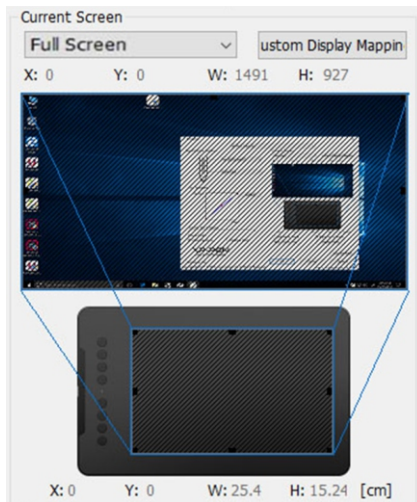 Current Screen
Full Screen
ustom Display Mappin
X: 0 Y: 0 W: 1491 H: 927
X: 0 Y: 0 W: 25.4 H: 15.24 [cm]